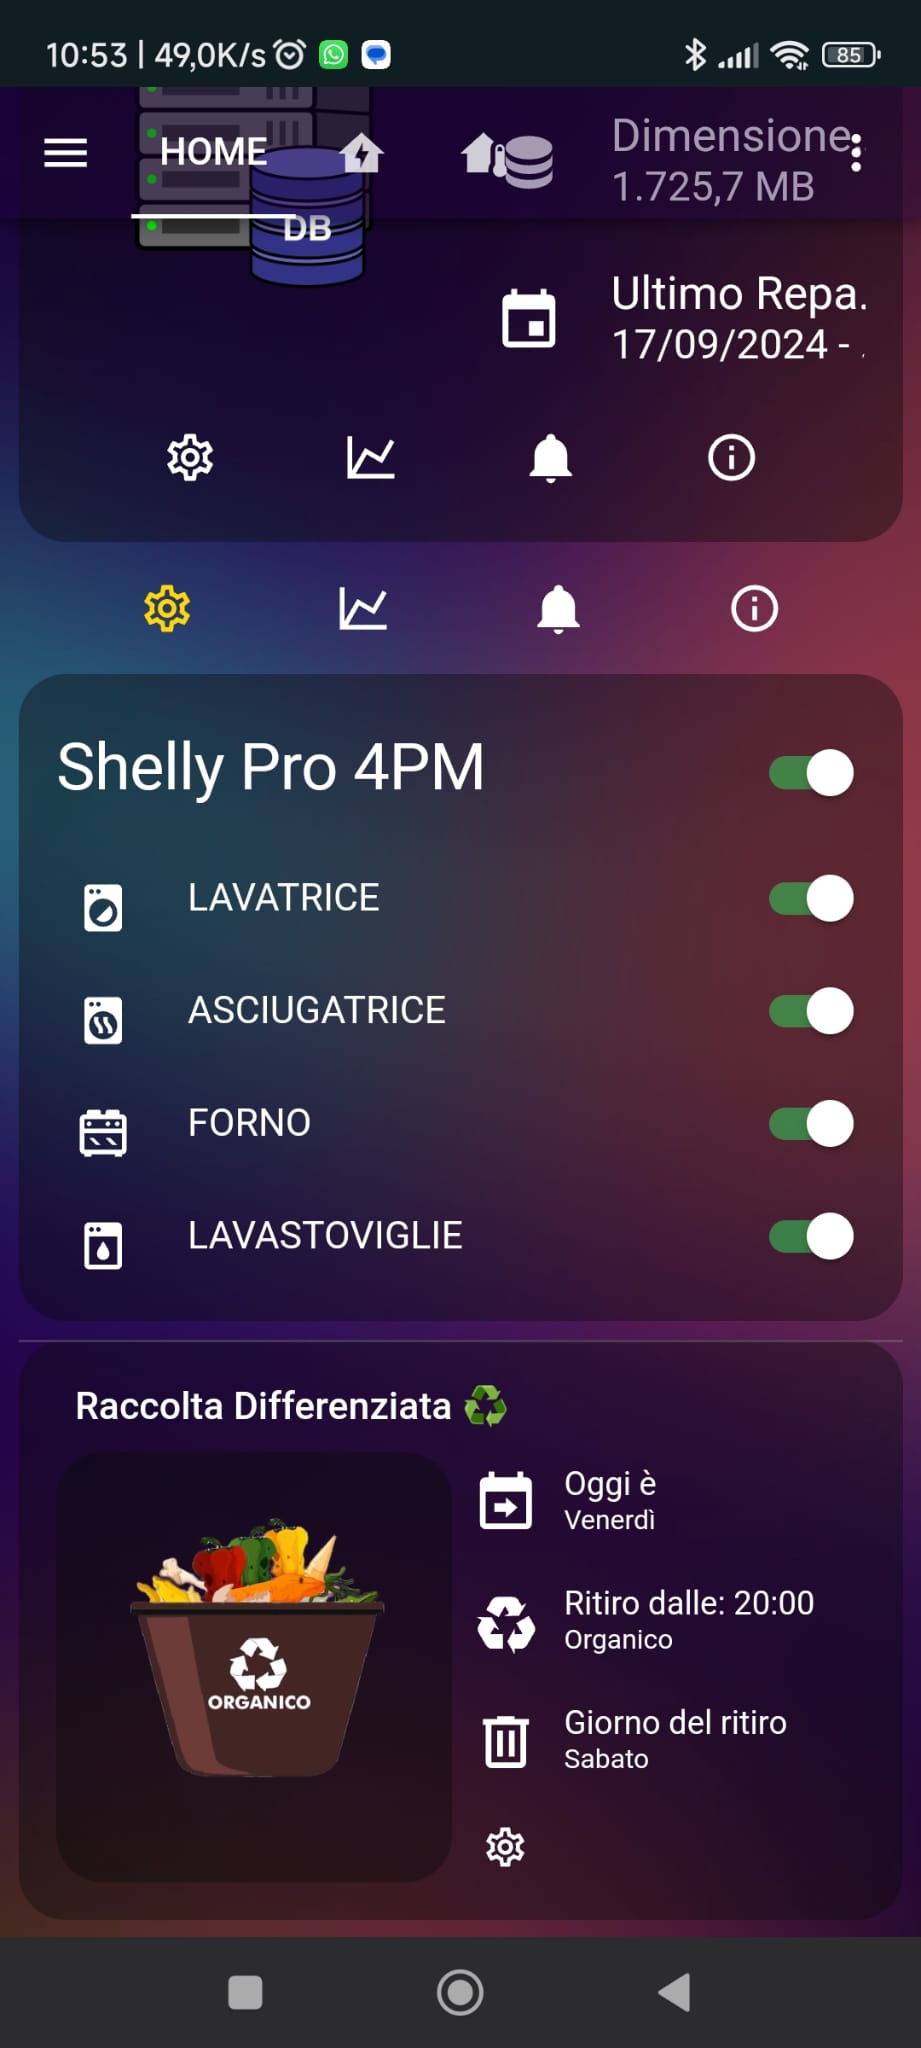 10:53 | 49,0K/s
85
HOME
Dimensione
1.725,7 MB
DB
Ultimo Repa.
17/09/2024 - .
Shelly Pro 4PM
LAVATRICE
ASCIUGATRICE
FORNO
LAVASTOVIGLIE
Raccolta Differenziata
Oggi è
Venerdì
Ritiro dalle: 20:00
Organico
ORGANICO
Giorno del ritiro
Sabato